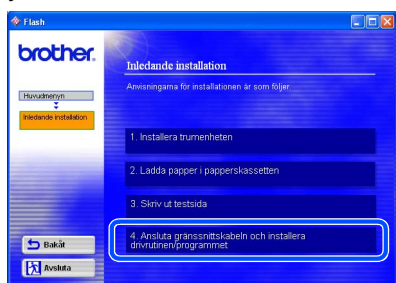 Flash
brother.
Huvudmenyn
Inledande installation
Inledande installation
Anvisningarna för installationen är som följer
1. Installera trumenheten
2. Ladda papper i papperskassetten
3. Skriv ut testsida
4. Ansluta gränssnittskabeln och installera
drivrutinen/programmet
Bakåt
Avsluta